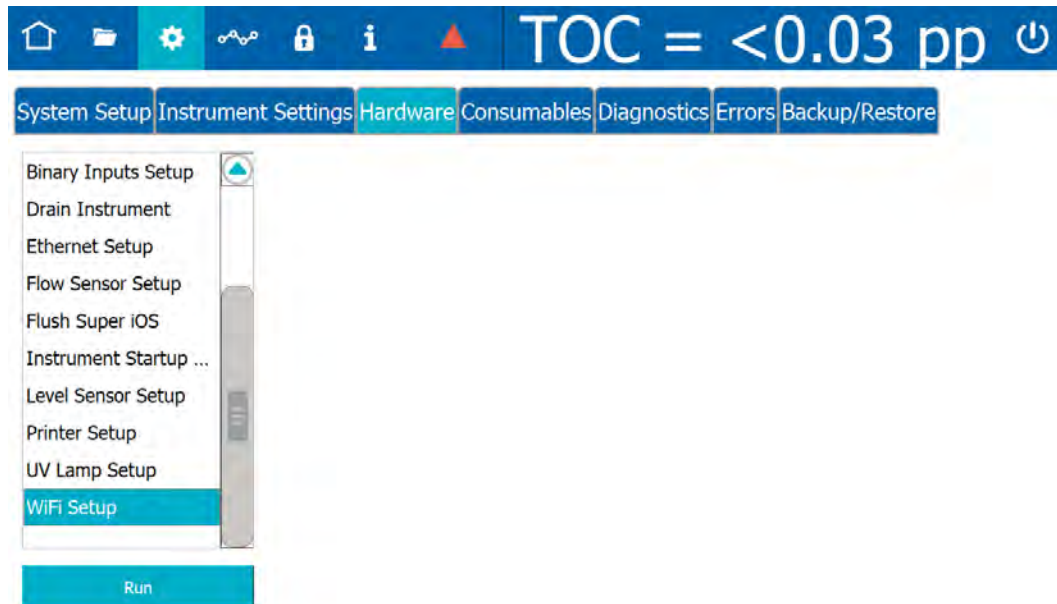 TOC = <0.03 pp
System Setup Instrument Settings Hardware Consumables Diagnostics Errors Backup/Restore
Binary Inputs Setup
Drain Instrument
Ethernet Setup
Flow Sensor Setup
Flush Super iOS
Instrument Startup ...
Level Sensor Setup
Printer Setup
UV Lamp Setup
WiFi Setup
Run